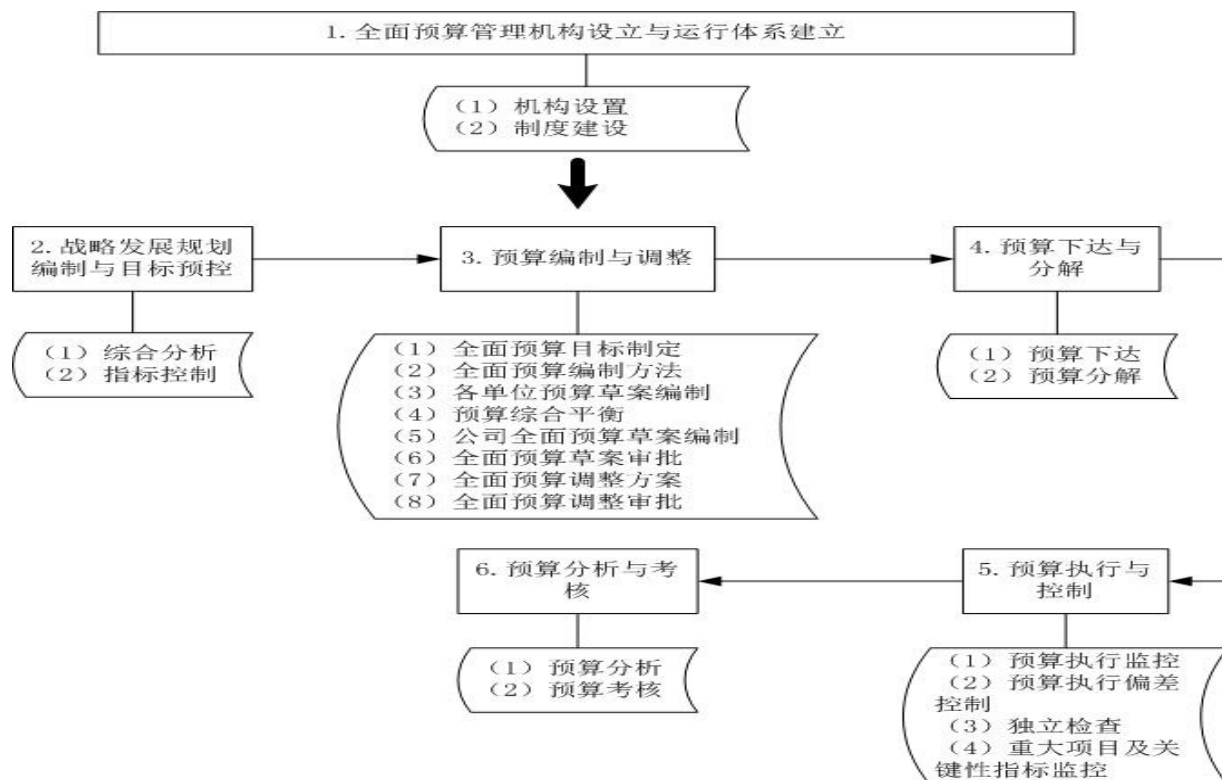 1. 全面预算管理机构设立与运行体系建立
（1）机构设置
（2）制度建设
2. 战略发展规划
编制与目标预控
（1）综合分析
（2）指标控制
3. 预算编制与调整
（1）全面预算目标制定
（2）全面预算编制方法
（3）各单位预算草案编制
（4）预算综合平衡
（5）公司全面预算草案编制
（6）全面预算草案审批
（7）全面预算调整方案
（8）全面预算调整审批
4. 预算下达与
分解
（1）预算下达
（2）预算分解
5. 预算执行与
控制
（1）预算执行监控
（2）预算执行偏差
控制
（3）独立检查
（4）重大项目及关
键性指标监控
6. 预算分析与考
核
（1）预算分析
（2）预算考核